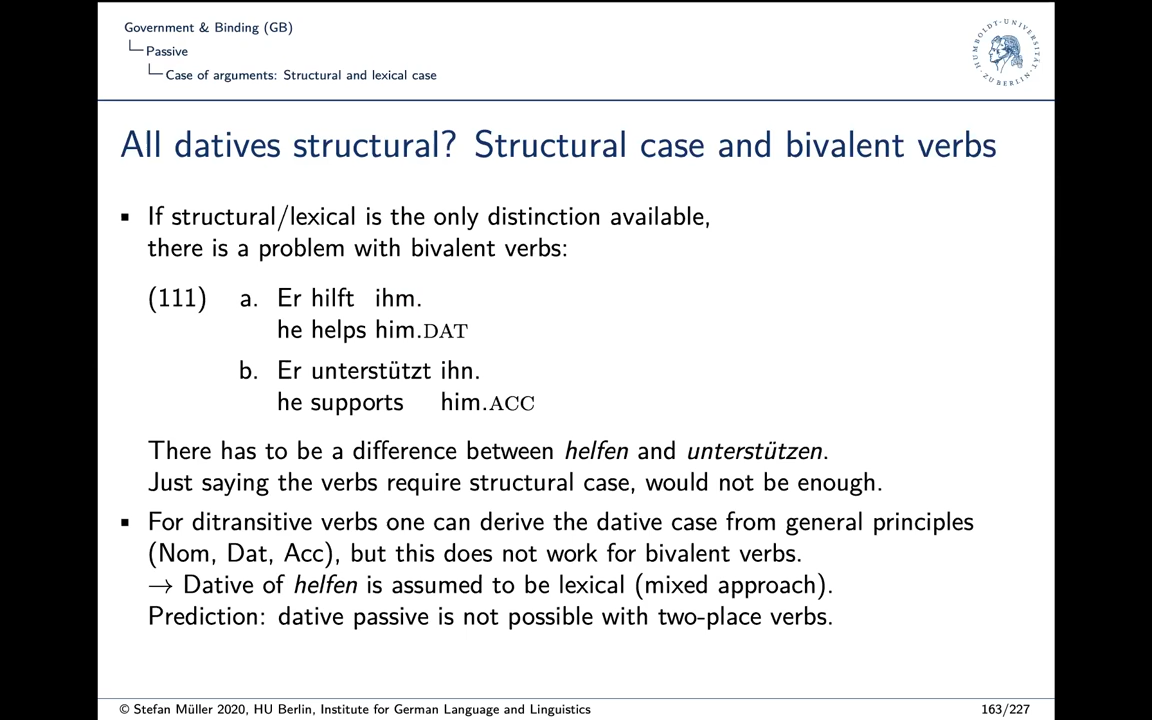 Government & Binding (GB)
Passive
Case of arguments: Structural and lexical case
HUMBOLDT-UNIVERSITÄT ZU BERLIN
All datives structural? Structural case and bivalent verbs
▪ If structural/lexical is the only distinction available,
there is a problem with bivalent verbs:
(111) a. Er hilft ihm.
he helps him.DAT
b. Er unterstützt ihn.
he supports him.ACC
There has to be a difference between helfen and unterstützen.
Just saying the verbs require structural case, would not be enough.
▪ For ditransitive verbs one can derive the dative case from general principles
(Nom, Dat, Acc), but this does not work for bivalent verbs.
→ Dative of helfen is assumed to be lexical (mixed approach).
Prediction: dative passive is not possible with two-place verbs.
© Stefan Müller 2020, HU Berlin, Institute for German Language and Linguistics 163/227